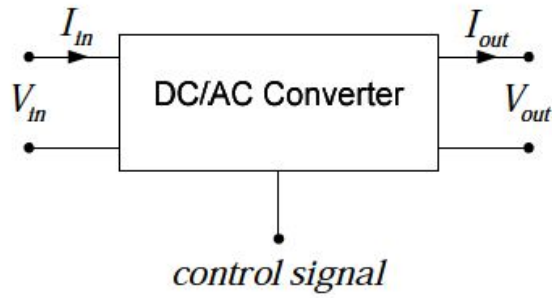 I_in I_out
DC/AC Converter
V_in V_out
control signal